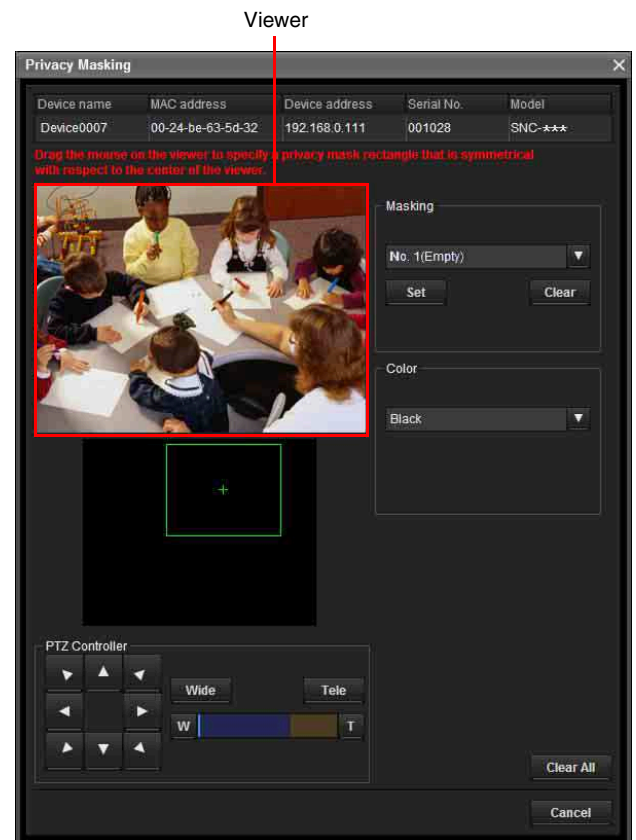 Viewer
Privacy Masking
Device name MAC address Device address Serial No. Model
Device0007 00-24-be-63-5d-32 192.168.0.111 001028 SNC-***
Drag the mouse on the viewer to specify a privacy mask rectangle that is symmetrical
with respect to the center of the viewer.
Masking
No. 1(Empty)
Set Clear
Color
Black
PTZ Controller
Wide Tele
W T
Clear All
Cancel